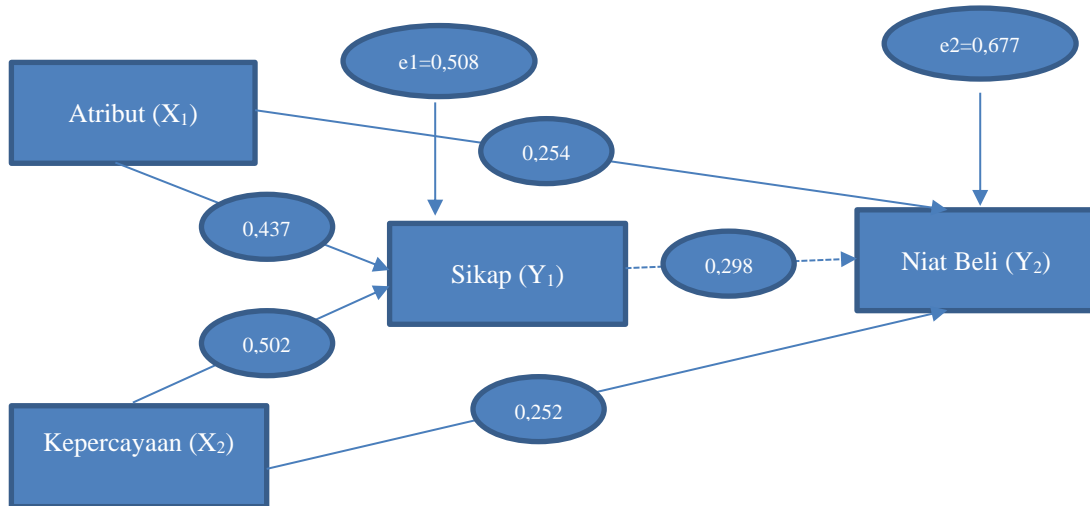 e1=0,508
e2=0,677
Atribut (X₁)
0,254
0,437
Sikap (Y₁)
0,298
Niat Beli (Y₂)
0,502
0,252
Kepercayaan (X₂)